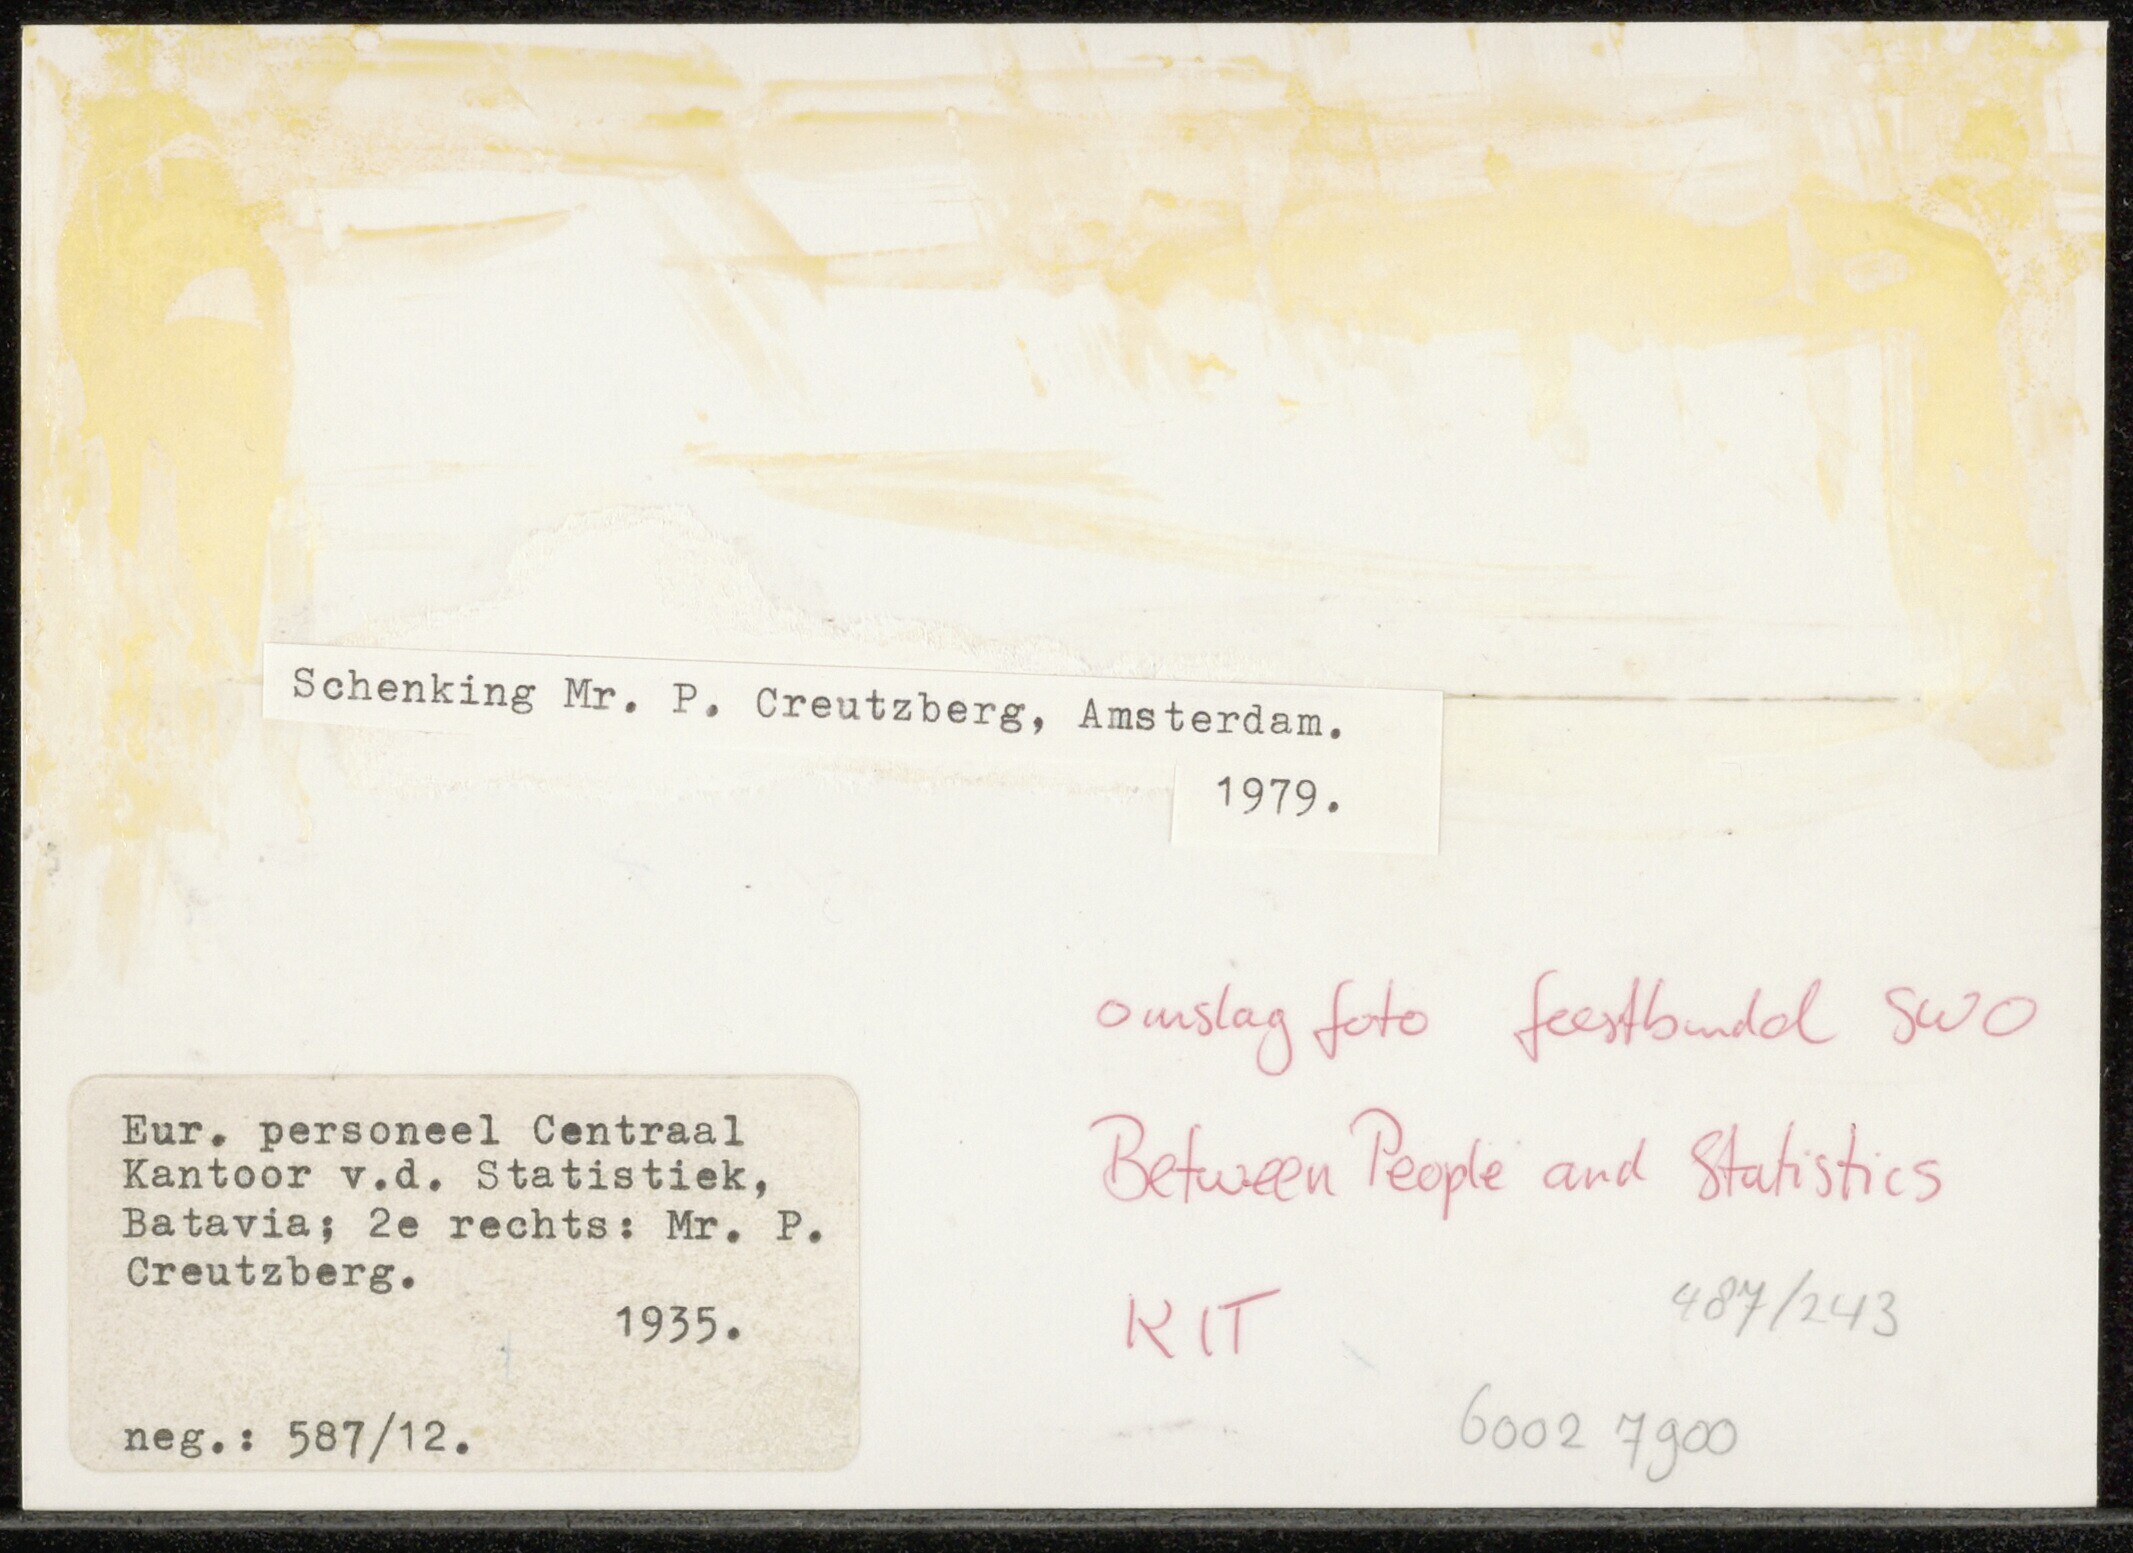 Schenking Mr. P. Creutzberg, Amsterdam.
1979.
omslag foto feestbundel SWO
Between People and Statistics
KIT
487/243
6002 7900
Eur. personeel Centraal
Kantoor v.d. Statistiek,
Batavia; 2e rechts: Mr. P.
Creutzberg.
1935.
neg.: 587/12.